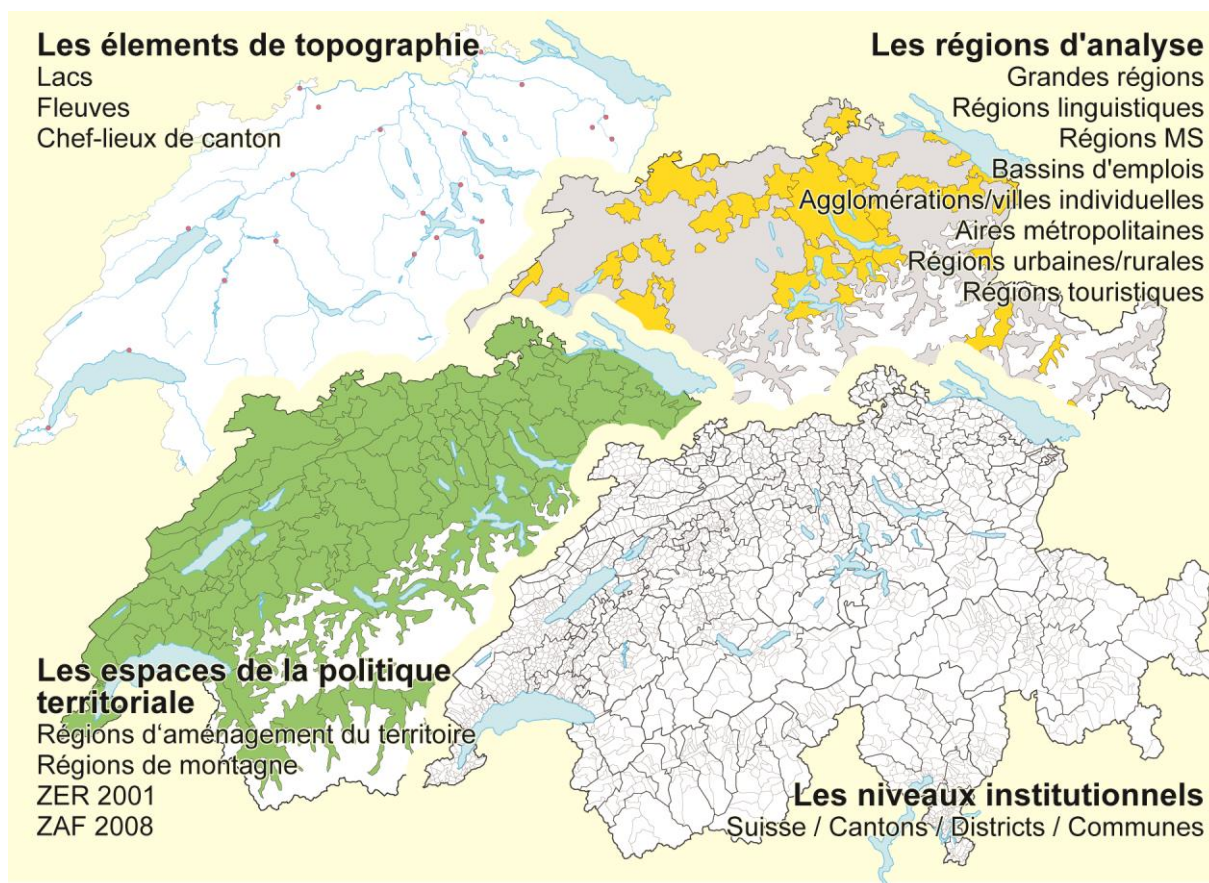 Les élements de topographie
Lacs
Fleuves
Chef-lieux de canton
Les régions d'analyse
Grandes régions
Régions linguistiques
Régions MS
Bassins d'emplois
Agglomérations/villes individuelles
Aires métropolitaines
Régions urbaines/rurales
Régions touristiques
Les espaces de la politique
territoriale
Régions d‘aménagement du territoire
Régions de montagne
ZER 2001
ZAF 2008
Les niveaux institutionnels
Suisse / Cantons / Districts / Communes